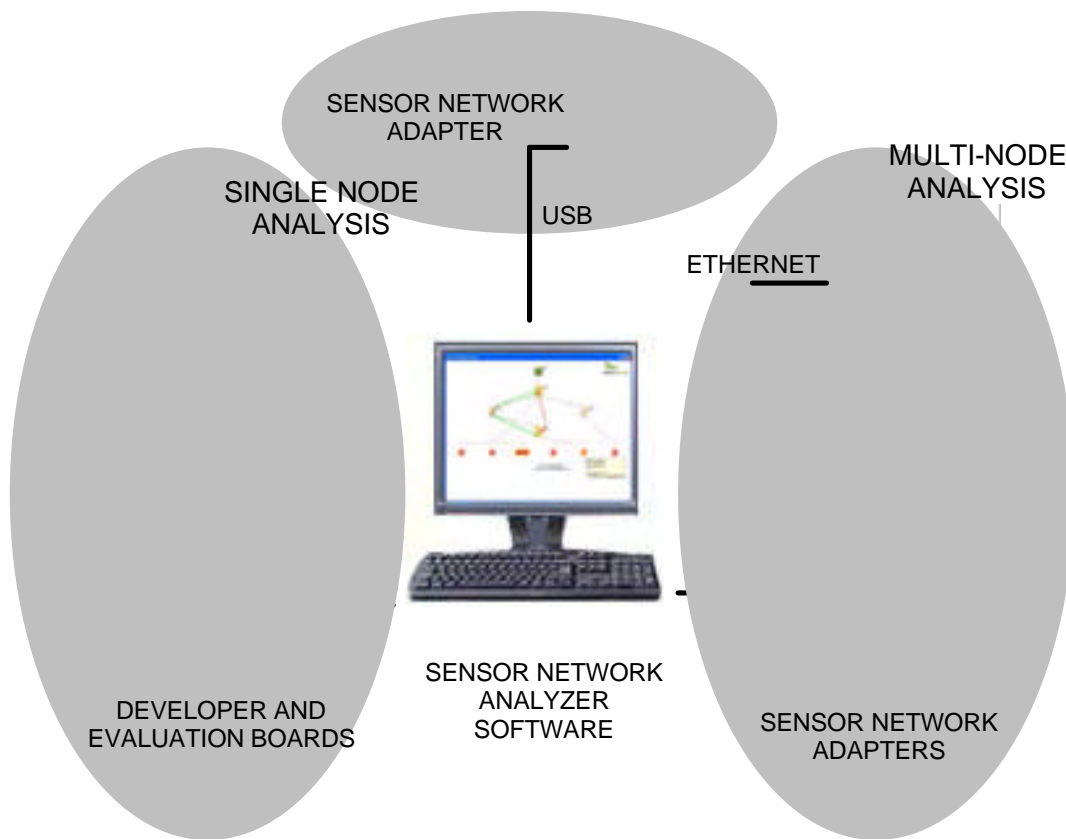 SENSOR NETWORK
ADAPTER
MULTI-NODE
ANALYSIS
SINGLE NODE
ANALYSIS
USB
ETHERNET
SENSOR NETWORK
ANALYZER
SOFTWARE
DEVELOPER AND
EVALUATION BOARDS
SENSOR NETWORK
ADAPTERS